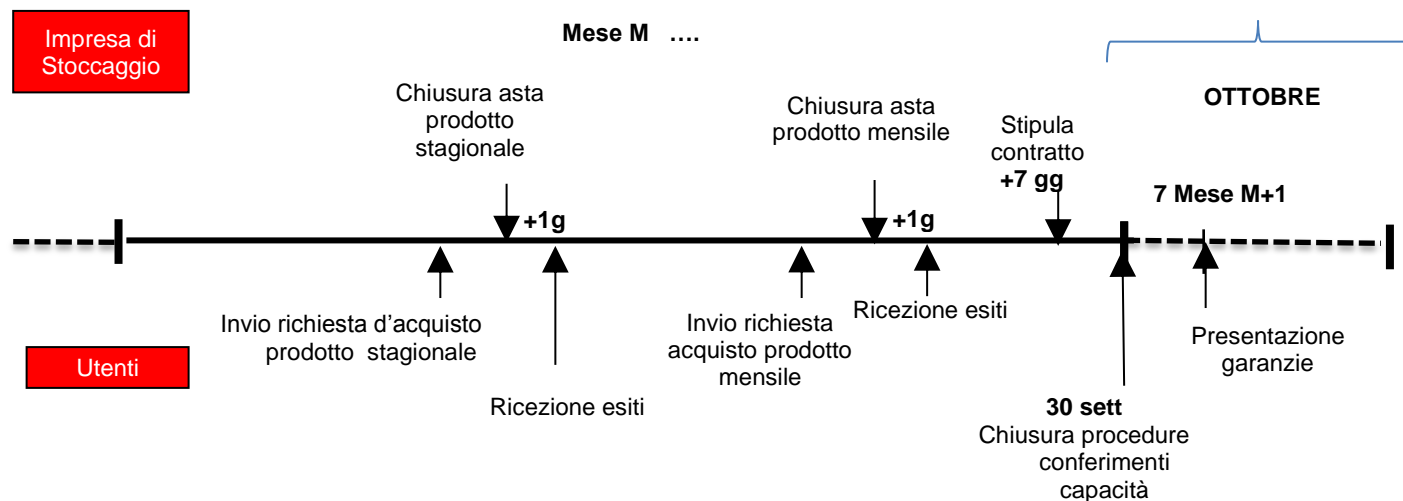 Impresa di
Stoccaggio
Mese M ....
OTTOBRE
Chiusura asta
prodotto
stagionale
Chiusura asta
prodotto mensile
Stipula
contratto
+7 gg
7 Mese M+1
+1g
+1g
Invio richiesta d'acquisto
prodotto stagionale
Ricezione esiti
Invio richiesta
acquisto prodotto
mensile
Ricezione esiti
Presentazione
garanzie
Utenti
30 sett
Chiusura procedure
conferimenti
capacità